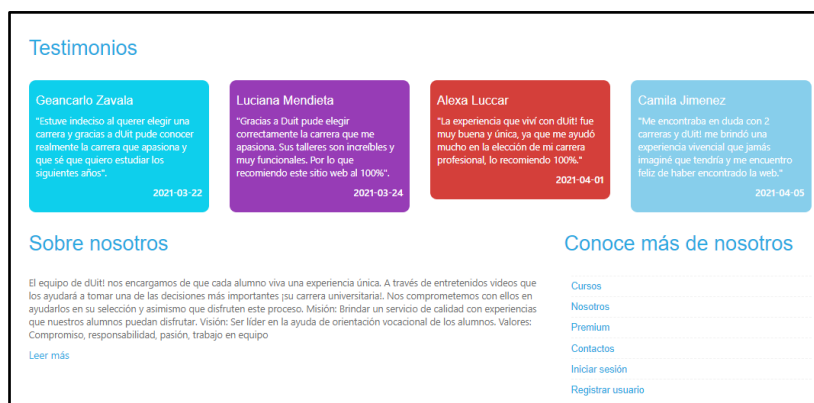 Testimonios
Geancarlo Zavala
"Estuve indeciso al querer elegir una
carrera y gracias a dUit pude conocer
realmente la carrera que apasiona y
que sé que quiero estudiar los
siguientes años".
2021-03-22
Luciana Mendieta
"Gracias a Duit pude elegir
correctamente la carrera que me
apasiona. Sus talleres son increíbles y
muy funcionales. Por lo que
recomiendo este sitio web al 100%".
2021-03-24
Alexa Luccar
"La experiencia que viví con dUit! fue
muy buena y única, ya que me ayudó
mucho en la elección de mi carrera
profesional, lo recomiendo 100%."
2021-04-01
Camila Jimenez
"Me encontraba en duda con 2
carreras y dUit! me brindó una
experiencia vivencial que jamás
imaginé que tendría y me encuentro
feliz de haber encontrado la web."
2021-04-05
Sobre nosotros
El equipo de dUit! nos encargamos de que cada alumno viva una experiencia única. A través de entretenidos videos que
los ayudará a tomar una de las decisiones más importantes ¡su carrera universitaria!. Nos comprometemos con ellos en
ayudarlos en su selección y asimismo que disfruten este proceso. Misión: Brindar un servicio de calidad con experiencias
que nuestros alumnos puedan disfrutar. Visión: Ser líder en la ayuda de orientación vocacional de los alumnos. Valores:
Compromiso, responsabilidad, pasión, trabajo en equipo
Leer más
Conoce más de nosotros
Cursos
Nosotros
Premium
Contactos
Iniciar sesión
Registrar usuario